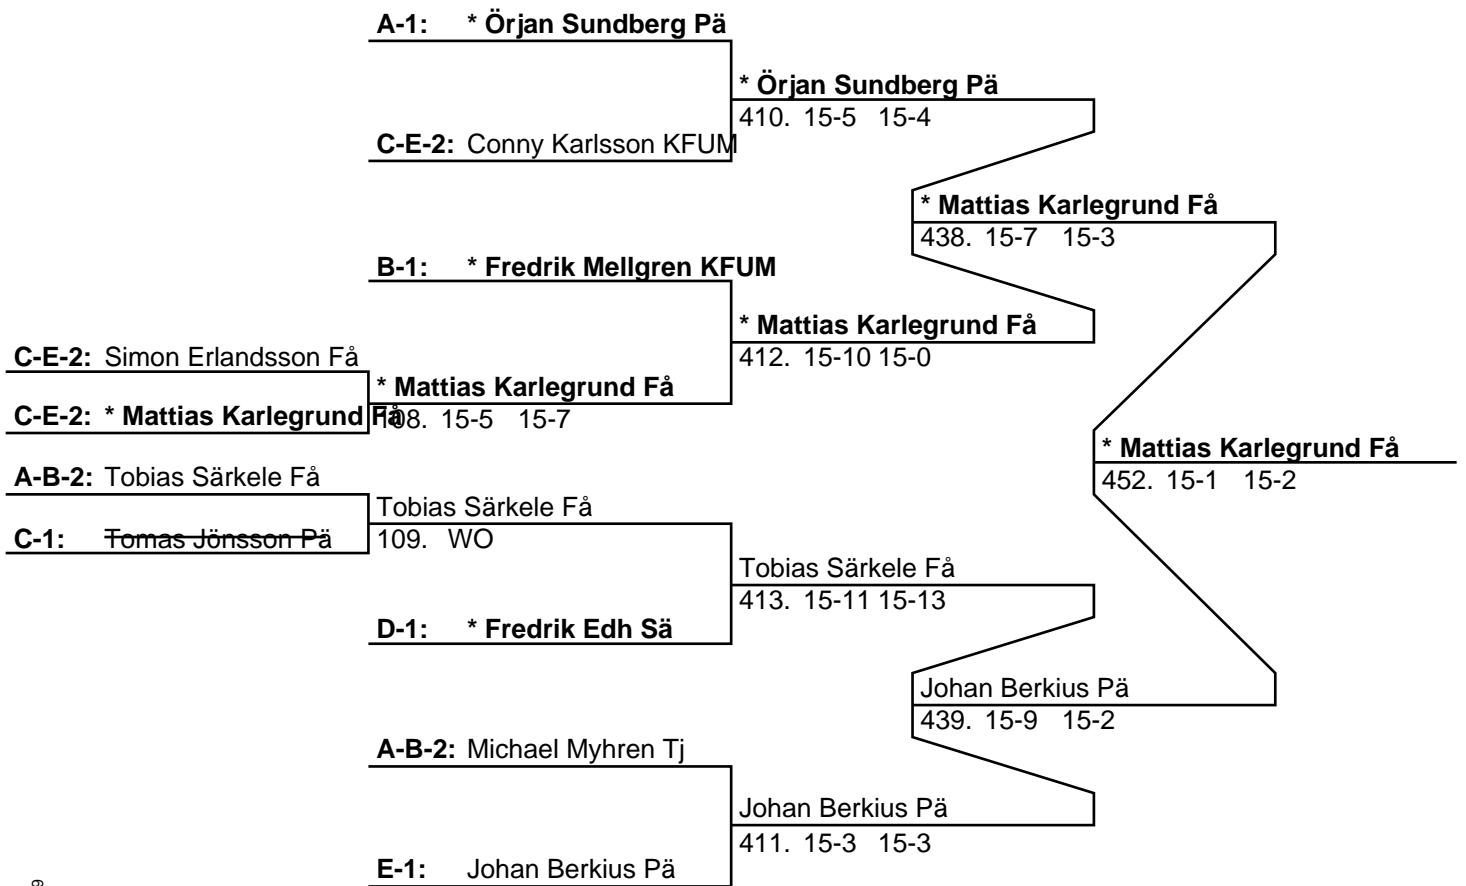 A-1: * Örjan Sundberg Pä
* Örjan Sundberg Pä
410. 15-5 15-4
C-E-2: Conny Karlsson KFUM
* Mattias Karlegrund Få
438. 15-7 15-3
B-1: * Fredrik Mellgren KFUM
* Mattias Karlegrund Få
412. 15-10 15-0
C-E-2: Simon Erlandsson Få
* Mattias Karlegrund Få
C-E-2: * Mattias Karlegrund Få
108. 15-5 15-7
* Mattias Karlegrund Få
452. 15-1 15-2
A-B-2: Tobias Särkele Få
Tobias Särkele Få
C-1: Tomas Jönsson Pä
109. WO
Tobias Särkele Få
413. 15-11 15-13
D-1: * Fredrik Edh Sä
Johan Berkius Pä
439. 15-9 15-2
A-B-2: Michael Myhren Tj
Johan Berkius Pä
411. 15-3 15-3
E-1: Johan Berkius Pä